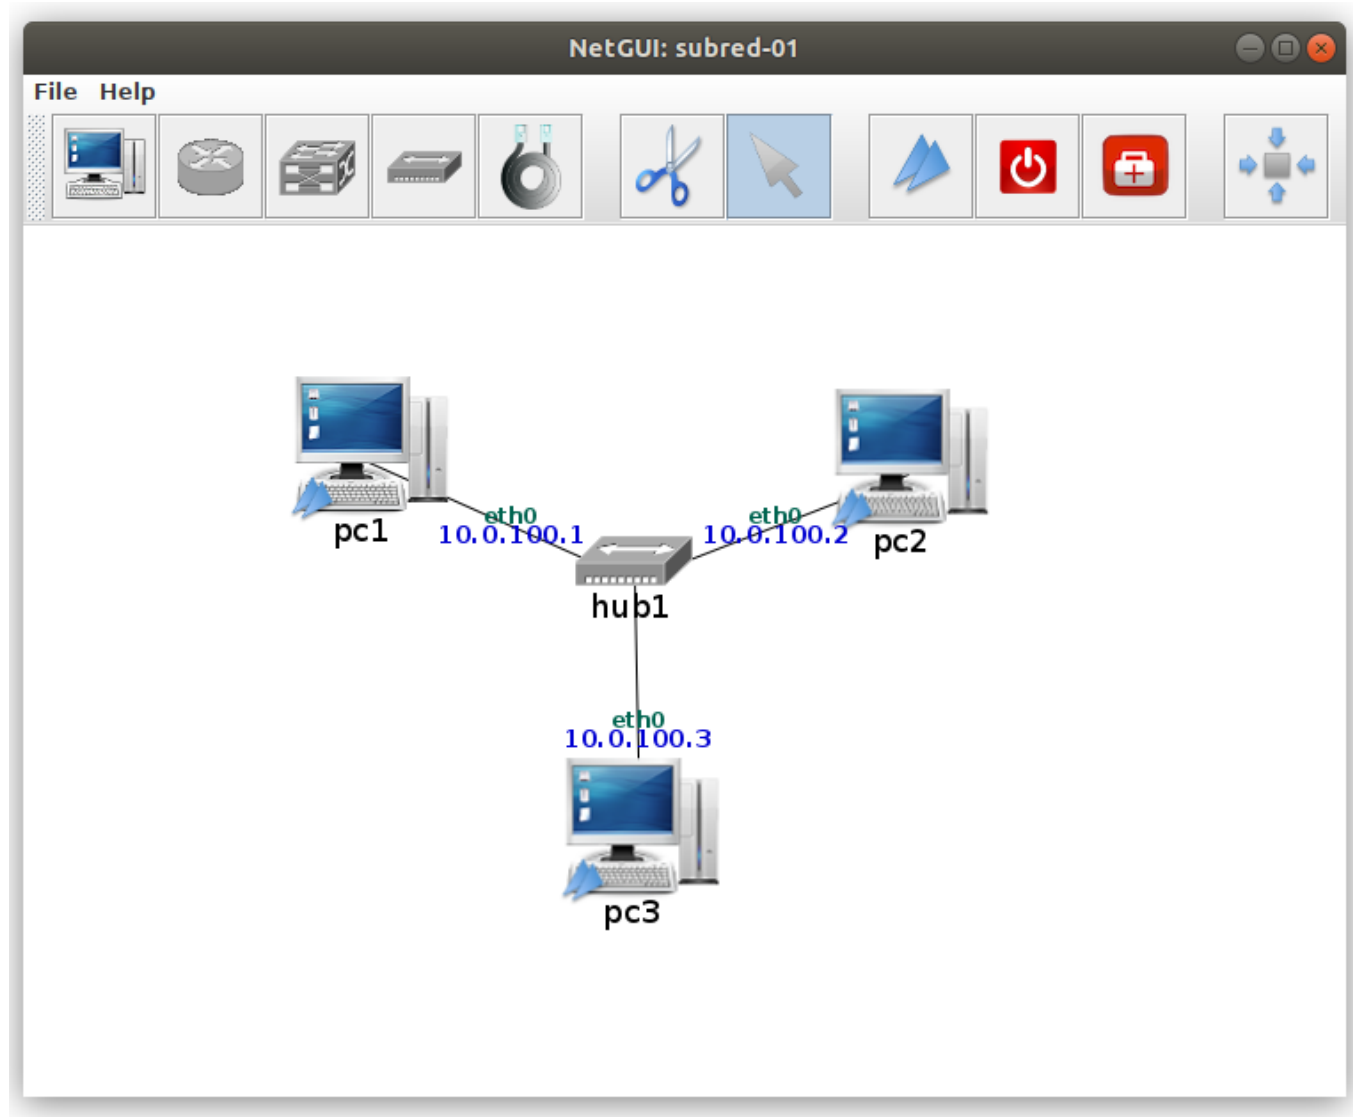 NetGUI: subred-01
File Help
eth0
10.0.100.1
pc1
eth0
10.0.100.2
pc2
hub1
eth0
10.0.100.3
pc3